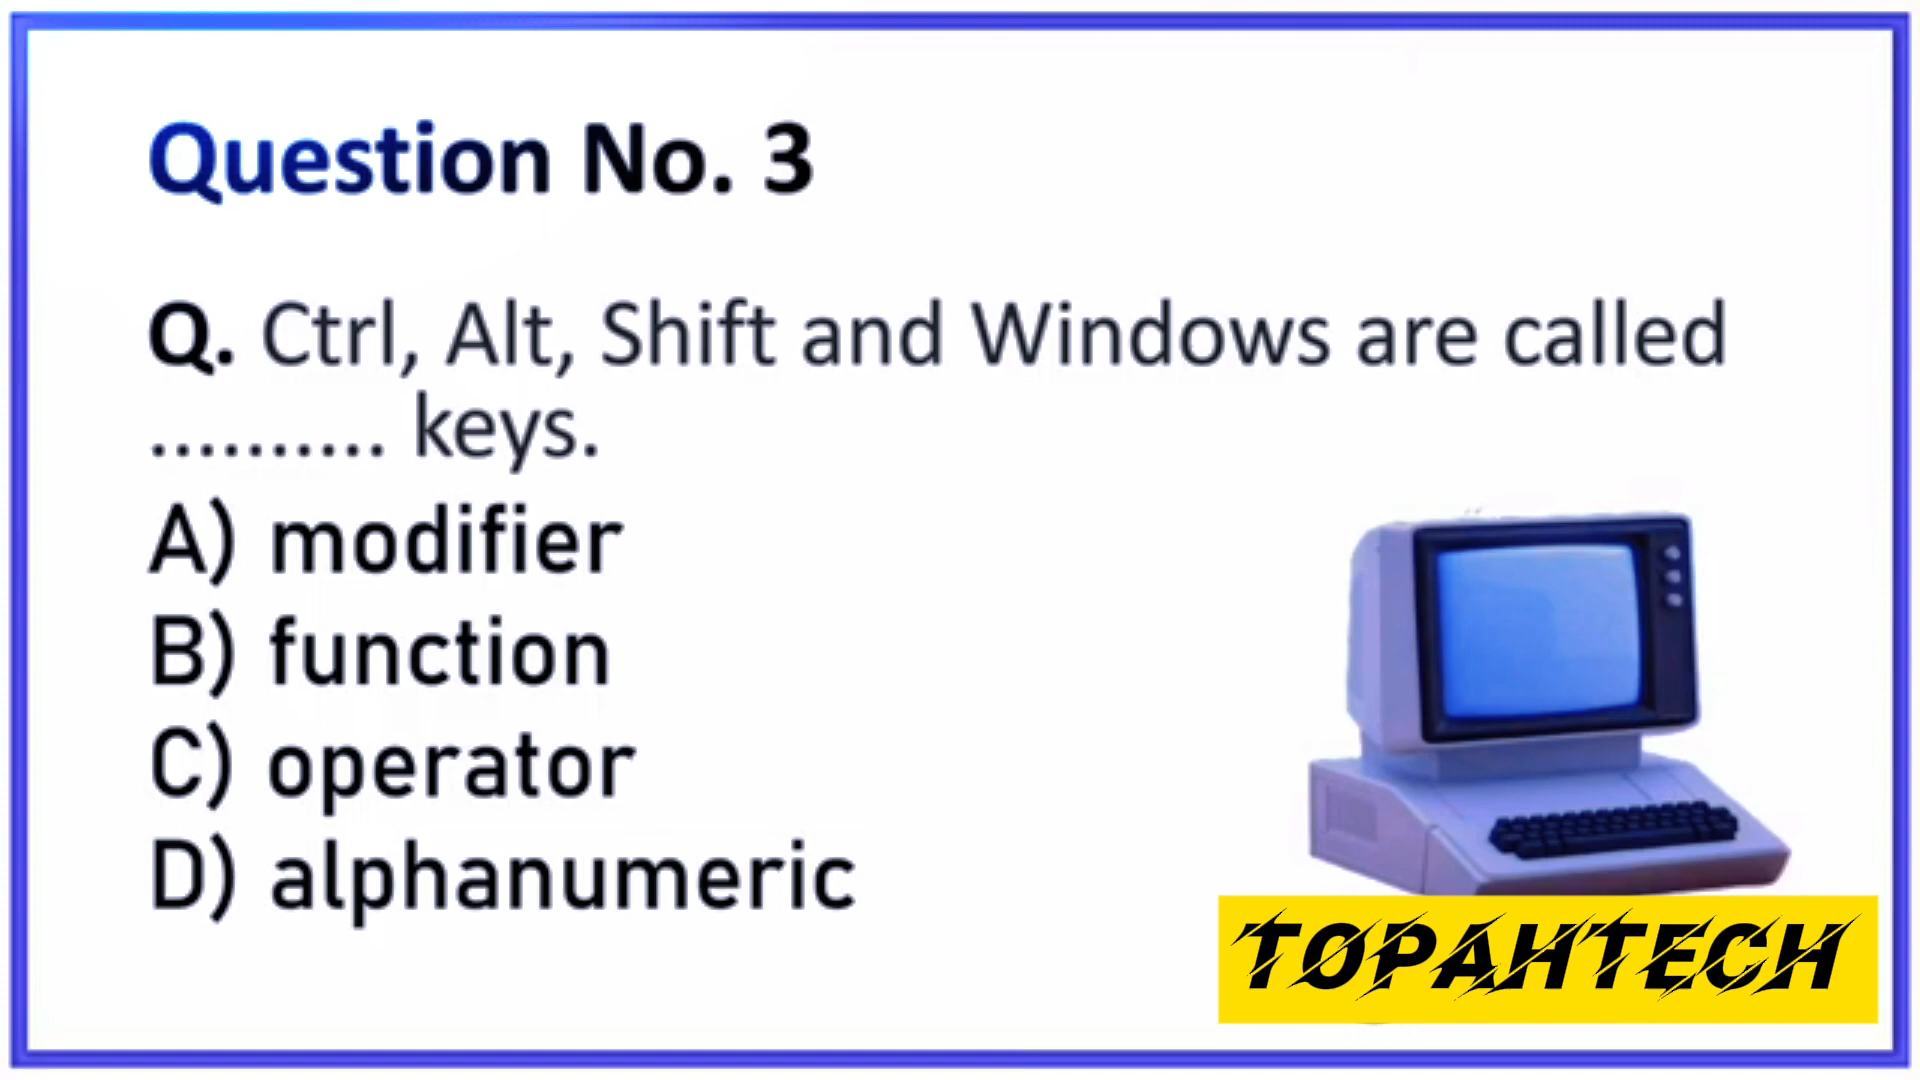 Question No. 3
Q. Ctrl, Alt, Shift and Windows are called
.......... keys.
A) modifier
B) function
C) operator
D) alphanumeric
TOPAHTECH